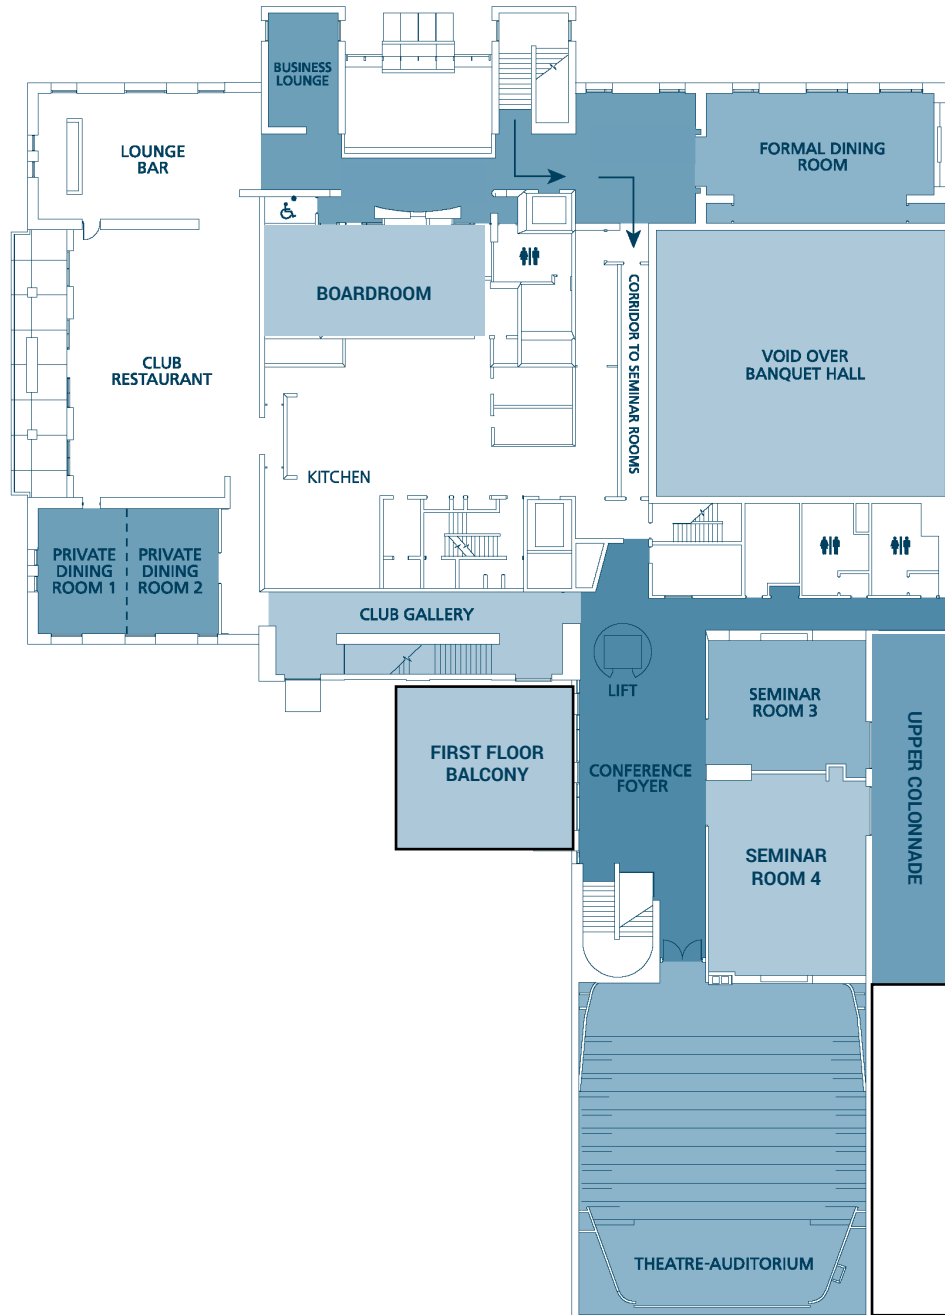 BUSINESS
LOUNGE
LOUNGE
BAR
FORMAL DINING
ROOM
BOARDROOM
CORRIDOR TO SEMINAR ROOMS
CLUB
RESTAURANT
VOID OVER
BANQUET HALL
KITCHEN
PRIVATE
DINING
ROOM 1
PRIVATE
DINING
ROOM 2
CLUB GALLERY
LIFT
SEMINAR
ROOM 3
FIRST FLOOR
BALCONY
CONFERENCE
FOYER
UPPER COLONNADE
SEMINAR
ROOM 4
THEATRE-AUDITORIUM